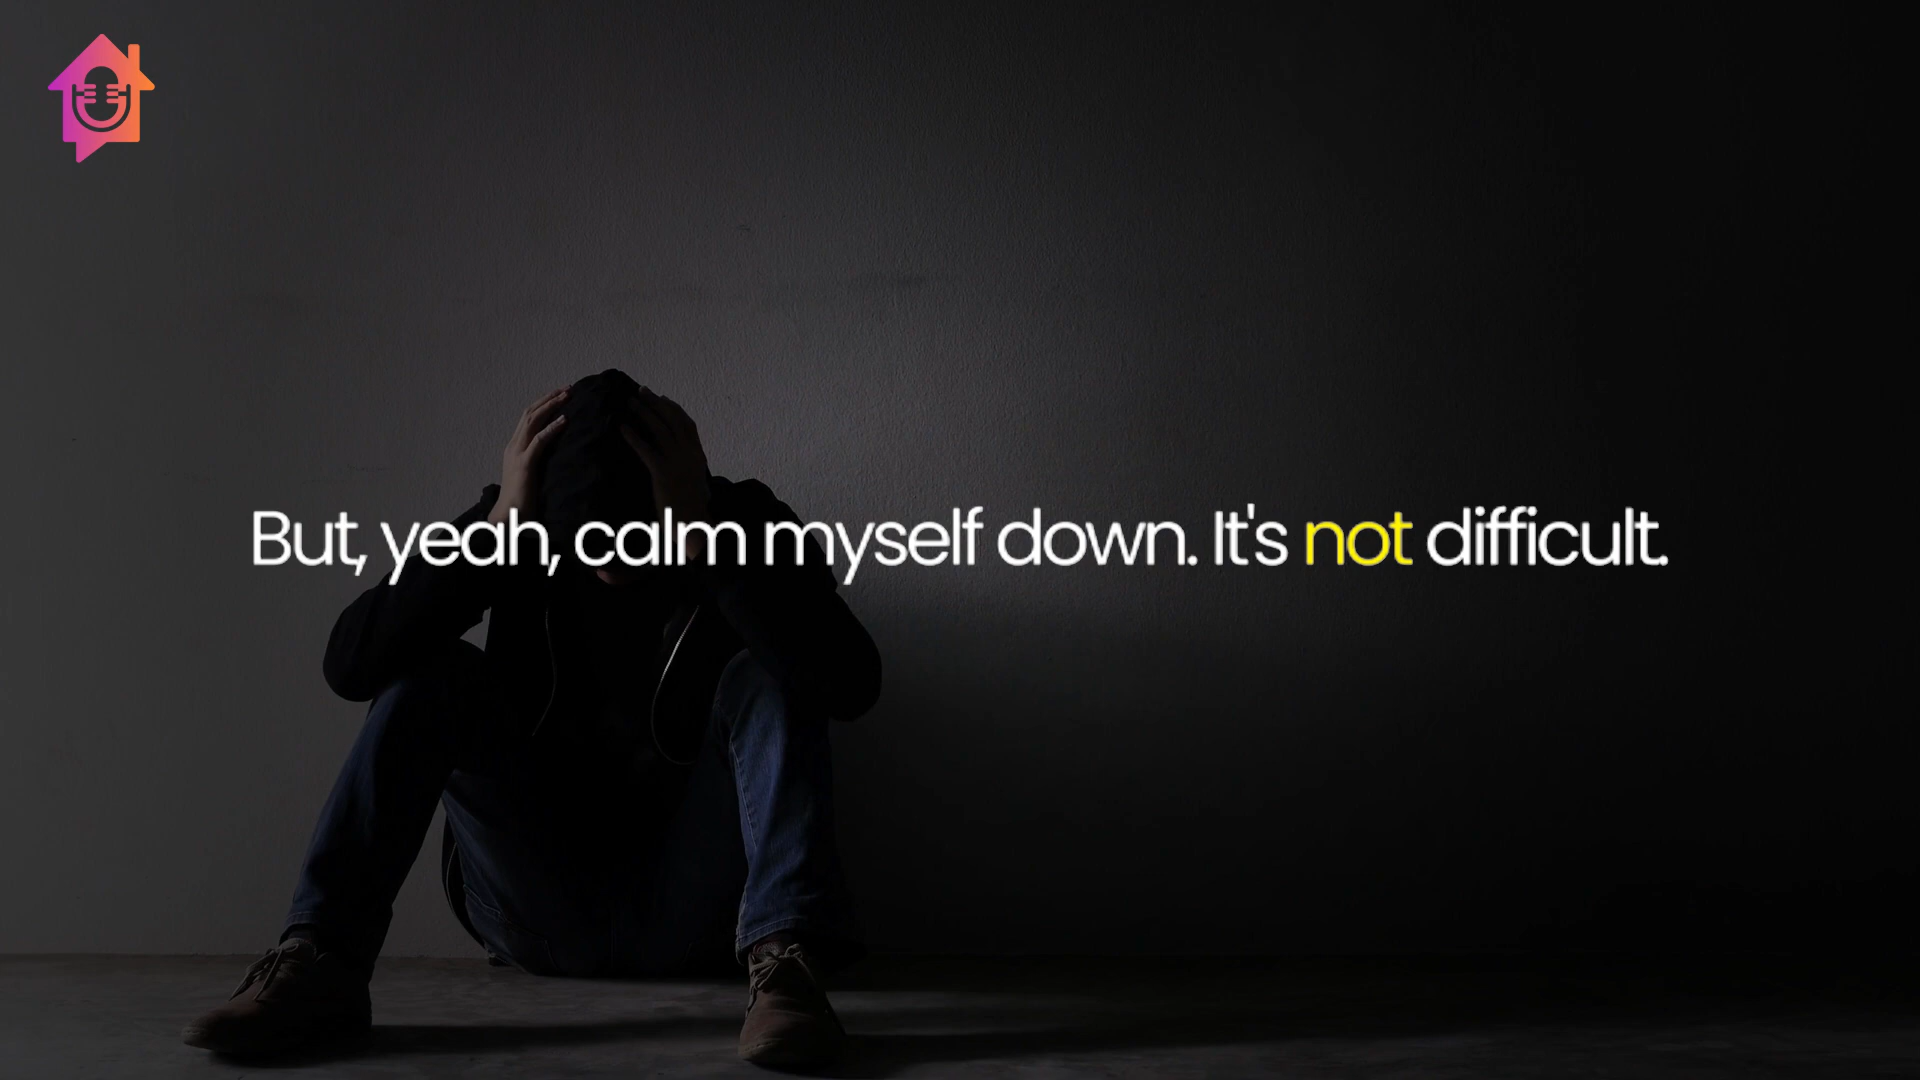 But, yeah, calm myself down. It's not difficult.